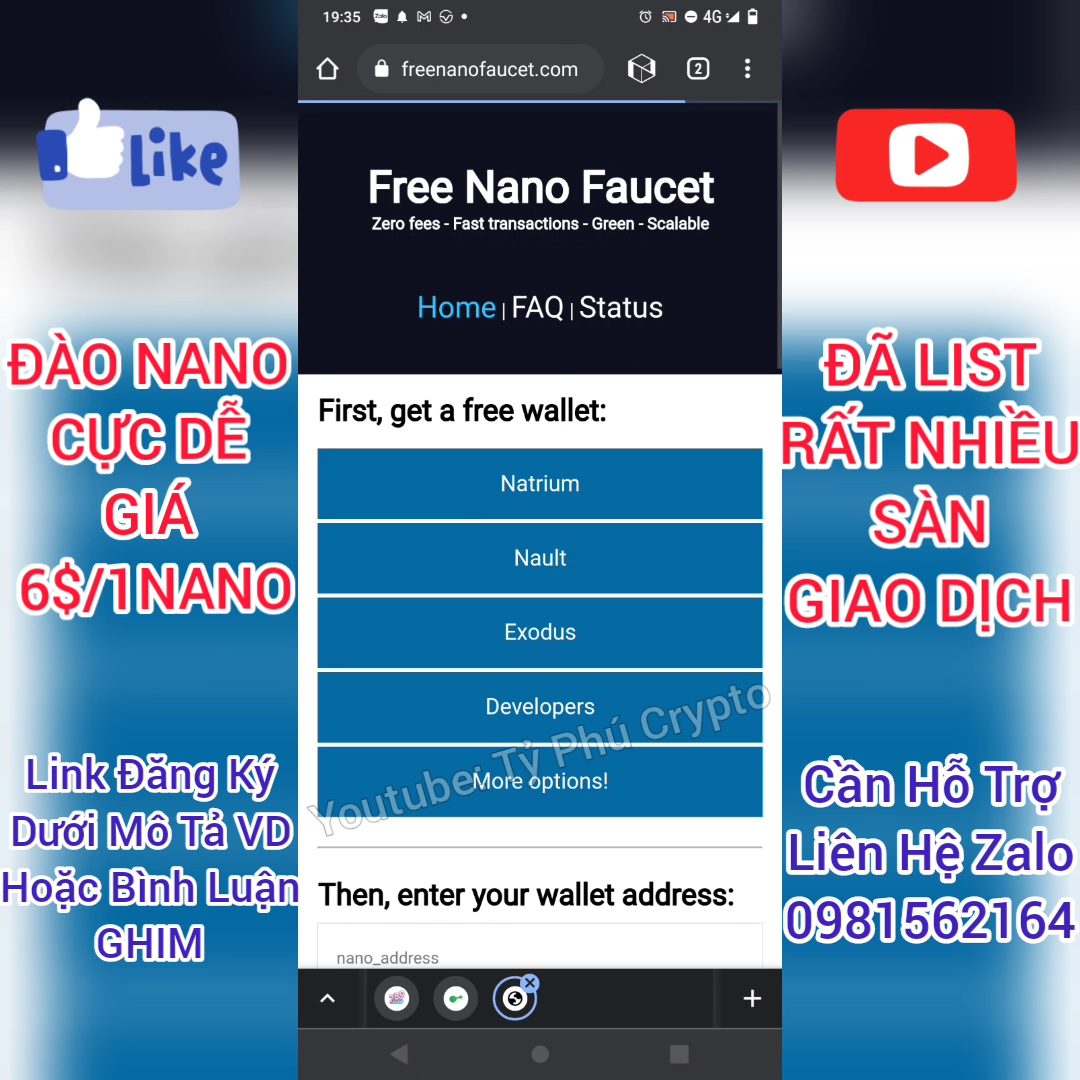 19:35
Zalo
4G
freenanofaucet.com
2
Like
Free Nano Faucet
Zero fees - Fast transactions - Green - Scalable
Home | FAQ | Status
ĐÀO NANO
CỰC DỄ
GIÁ
6$/1NANO
ĐÃ LIST
RẤT NHIỀU
SÀN
GIAO DỊCH
First, get a free wallet:
Natrium
Nault
Exodus
Developers
More options!
Youtube: Tỷ Phú Crypto
Link Đăng Ký
Dưới Mô Tả VD
Hoặc Bình Luận
GHIM
Cần Hỗ Trợ
Liên Hệ Zalo
0981562164
Then, enter your wallet address:
nano_address